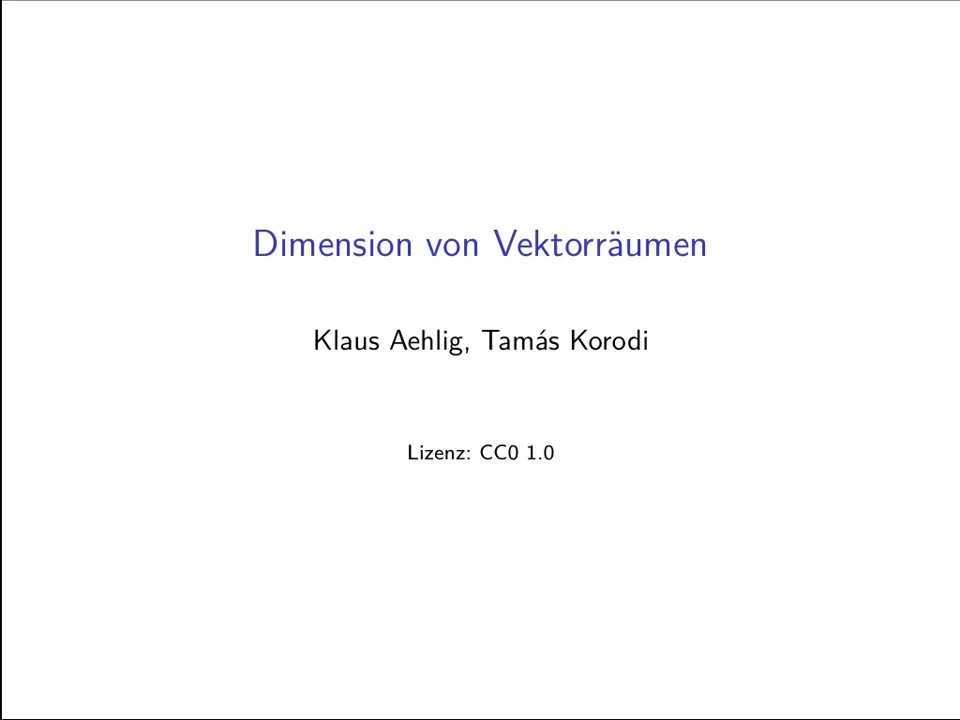 Dimension von Vektorräumen
Klaus Aehlig, Tamás Korodi
Lizenz: CC0 1.0